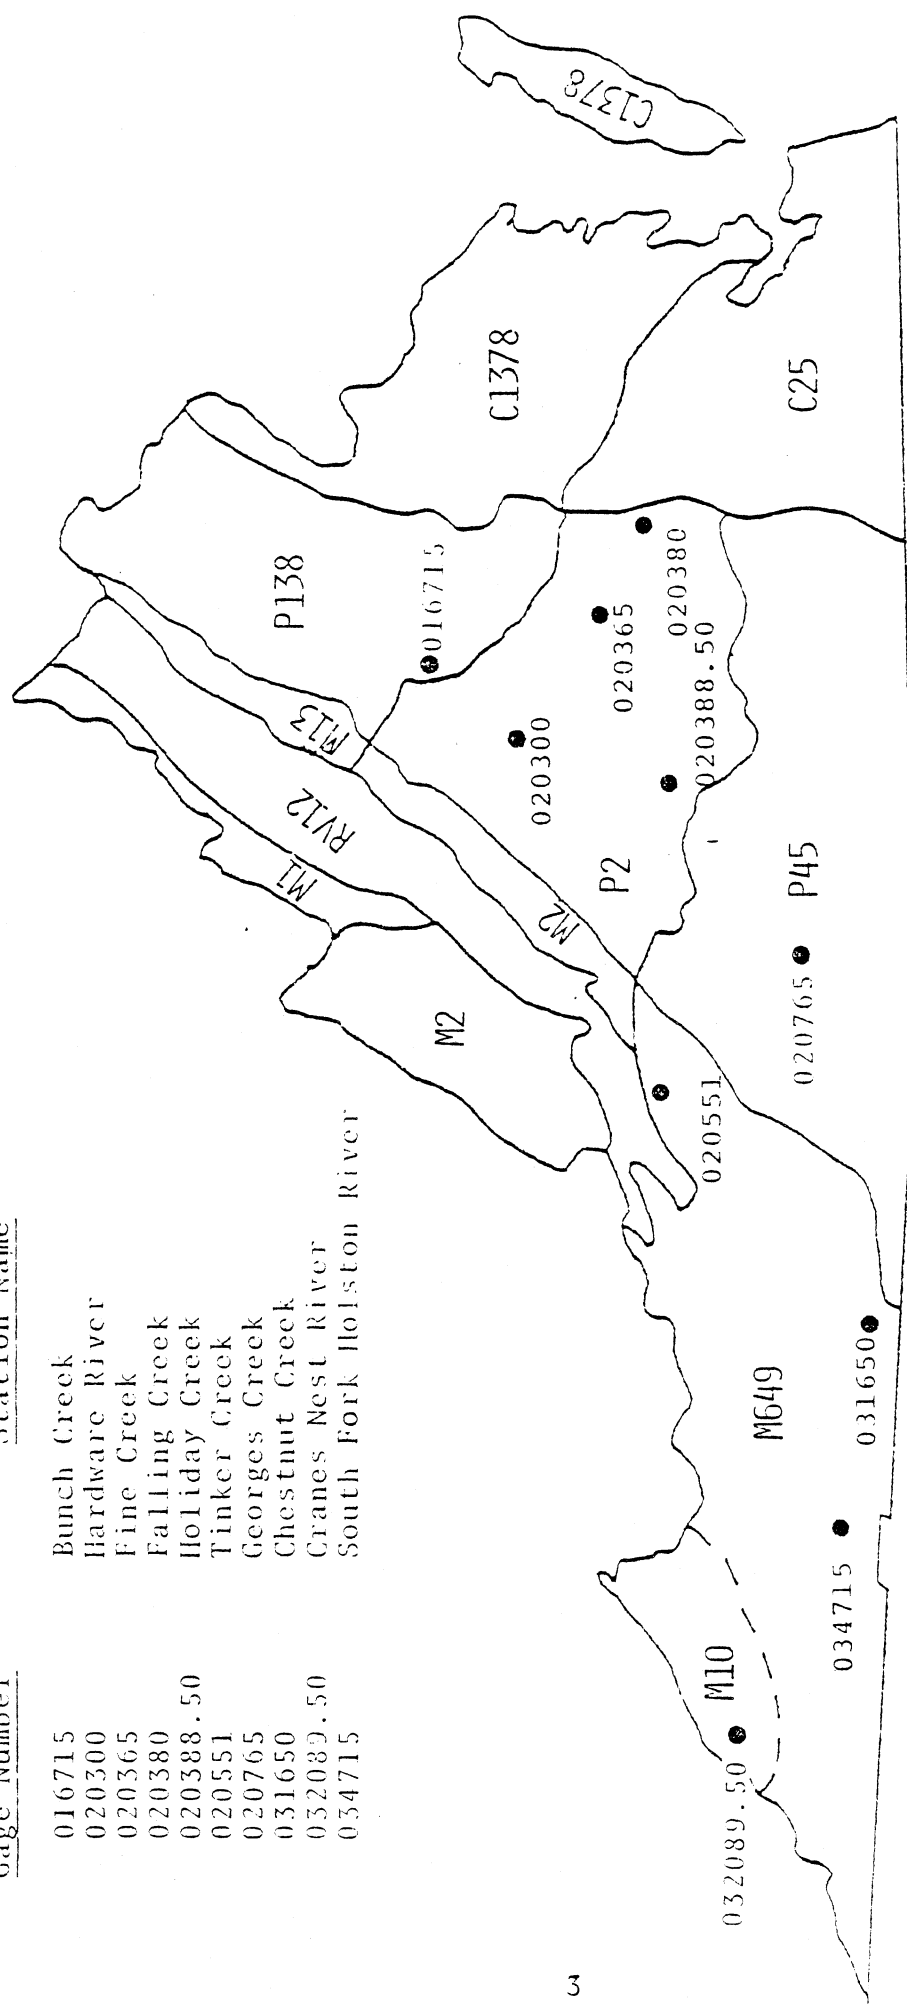 Gage Number Station Name
016715 Bunch Creek
020300 Hardware River
020365 Fine Creek
020380 Falling Creek
020388.50 Holiday Creek
020551 Tinker Creek
020765 Georges Creek
031650 Chestnut Creek
032089.50 Cranes Nest River
034715 South Fork Holston River
C1378
C1378
P138
016715
M13
RV12
M1
M2
M2
020300
020365
020380
020388.50
P2
C25
P45
020765
020551
M649
031650
034715
M10
032089.50
3